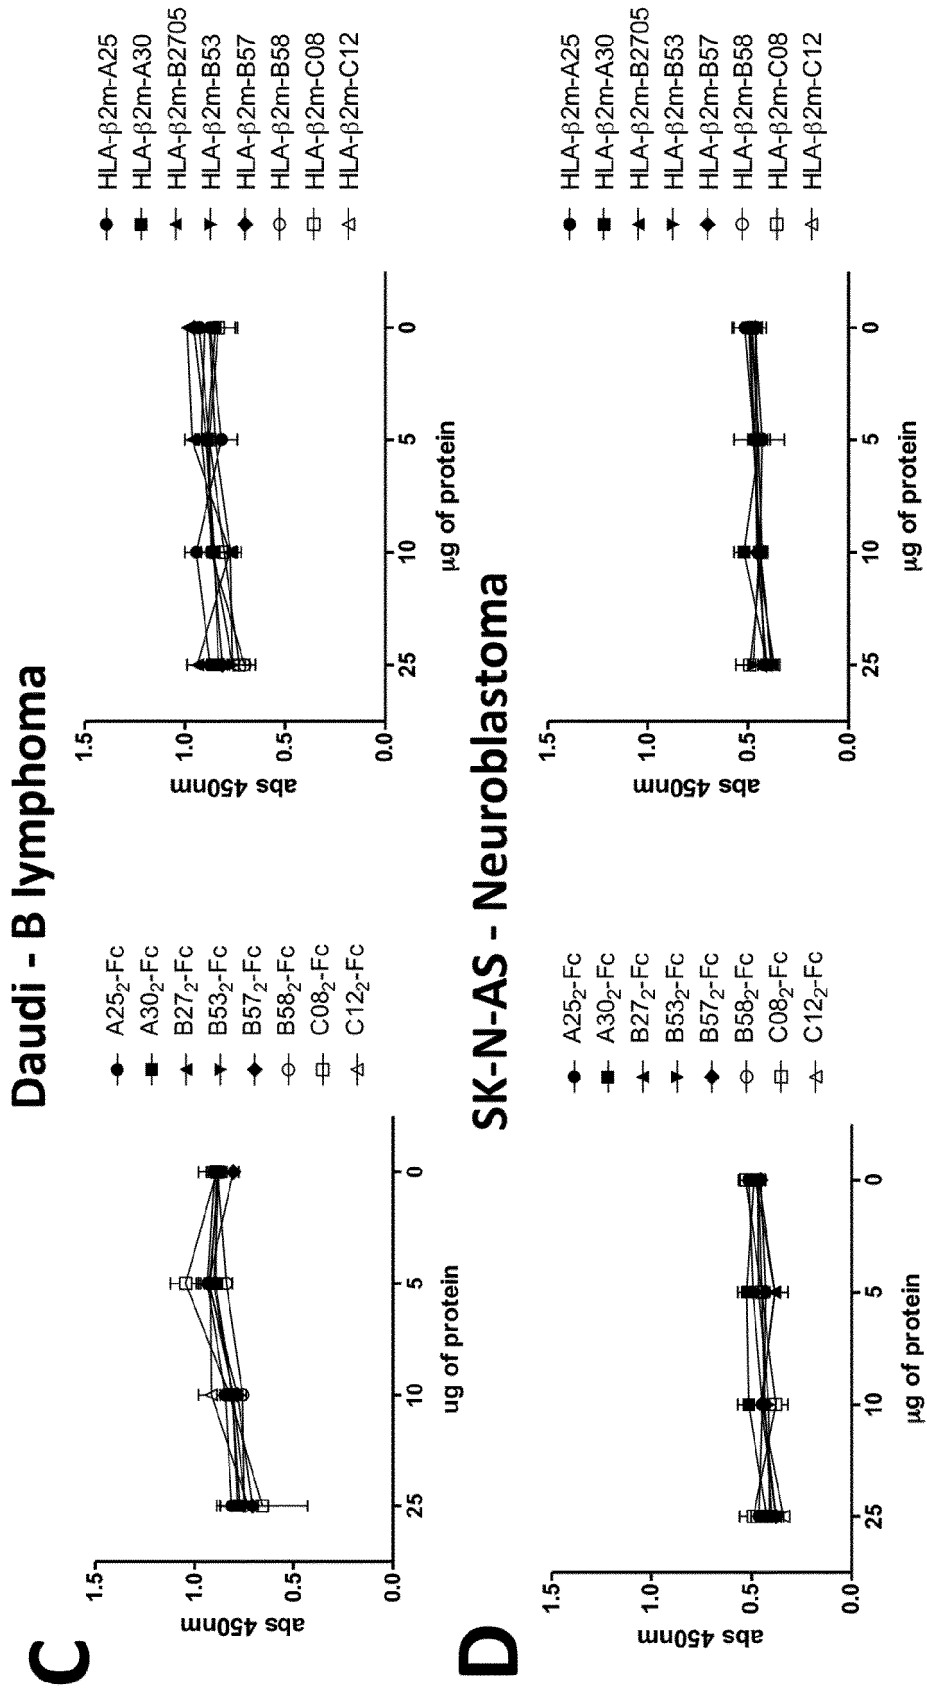 C
Daudi - B lymphoma
abs 450nm
1.5
1.0
0.5
0.0
25 10 5 0
ug of protein
A25₂-Fc
A30₂-Fc
B27₂-Fc
B53₂-Fc
B57₂-Fc
B58₂-Fc
C08₂-Fc
C12₂-Fc
abs 450nm
1.5
1.0
0.5
0.0
25 10 5 0
µg of protein
HLA-β2m-A25
HLA-β2m-A30
HLA-β2m-B2705
HLA-β2m-B53
HLA-β2m-B57
HLA-β2m-B58
HLA-β2m-C08
HLA-β2m-C12
D
SK-N-AS - Neuroblastoma
abs 450nm
1.5
1.0
0.5
0.0
25 10 5 0
µg of protein
A25₂-Fc
A30₂-Fc
B27₂-Fc
B53₂-Fc
B57₂-Fc
B58₂-Fc
C08₂-Fc
C12₂-Fc
abs 450nm
1.5
1.0
0.5
0.0
25 10 5 0
µg of protein
HLA-β2m-A25
HLA-β2m-A30
HLA-β2m-B2705
HLA-β2m-B53
HLA-β2m-B57
HLA-β2m-B58
HLA-β2m-C08
HLA-β2m-C12